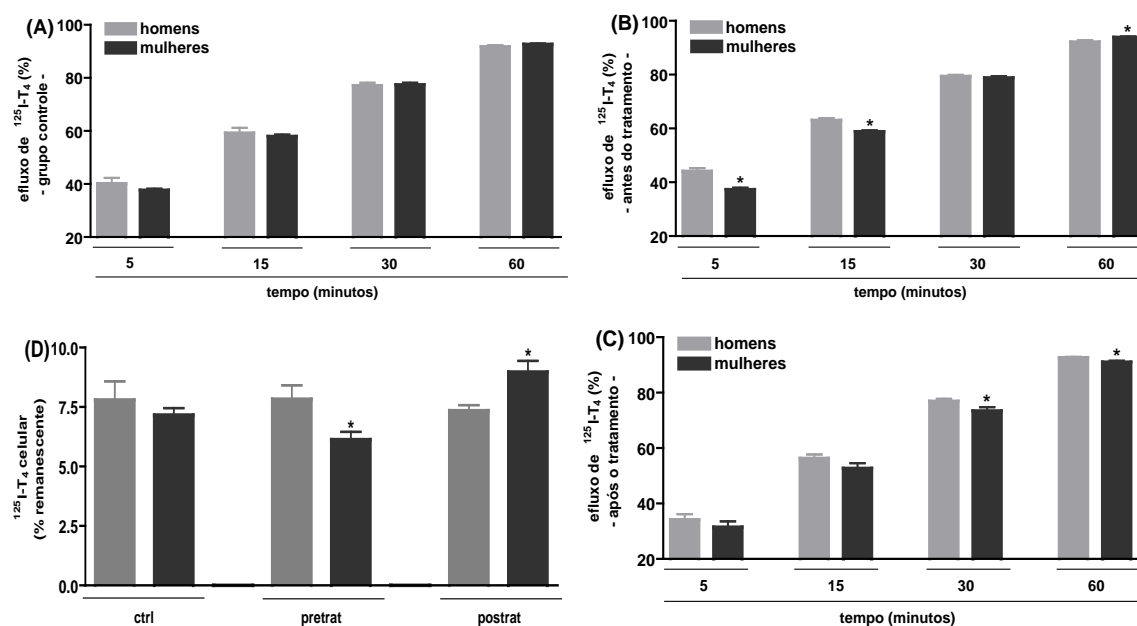 (A)
homens
mulheres
efluxo de ¹²⁵I-T₄ (%)
- grupo controle -
100
80
60
40
20
5 15 30 60
tempo (minutos)
(B)
homens
mulheres
efluxo de ¹²⁵I-T₄ (%)
- antes do tratamento -
100
80
60
40
20
*
*
*
5 15 30 60
tempo (minutos)
(D)
¹²⁵I-T₄ celular
(% remanescente)
10.0
7.5
5.0
2.5
0.0
*
*
ctrl pretrat postrat
(C)
homens
mulheres
efluxo de ¹²⁵I-T₄ (%)
- após o tratamento -
100
80
60
40
20
*
*
5 15 30 60
tempo (minutos)